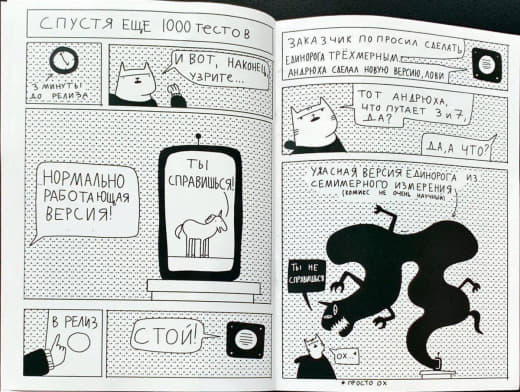 СПУСТЯ ЕЩЕ 1000 ТЕСТОВ
3 МИНУТЫ
ДО РЕЛИЗА
И ВОТ, НАКОНЕЦ,
УЗРИТЕ...
НОРМАЛЬНО
РАБОТАЮЩАЯ
ВЕРСИЯ!
ТЫ
СПРАВИШЬСЯ!
В РЕЛИЗ
СТОЙ!
ЗАКАЗЧИК ПОПРОСИЛ СДЕЛАТЬ
ЕДИНОРОГА ТРЁХМЕРНЫМ.
АНДРЮХА СДЕЛАЛ НОВУЮ ВЕРСИЮ, ЛОВИ
ТОТ АНДРЮХА,
ЧТО ПУТАЕТ 3 И 7,
ДА?
ДА, А ЧТО?
УЖАСНАЯ ВЕРСИЯ ЕДИНОРОГА ИЗ
СЕМИМЕРНОГО ИЗМЕРЕНИЯ
(КОМИКС НЕ ОЧЕНЬ НАУЧНЫЙ)
ТЫ НЕ
СПРАВИШЬСЯ
ОХ*
* ПРОСТО ОХ